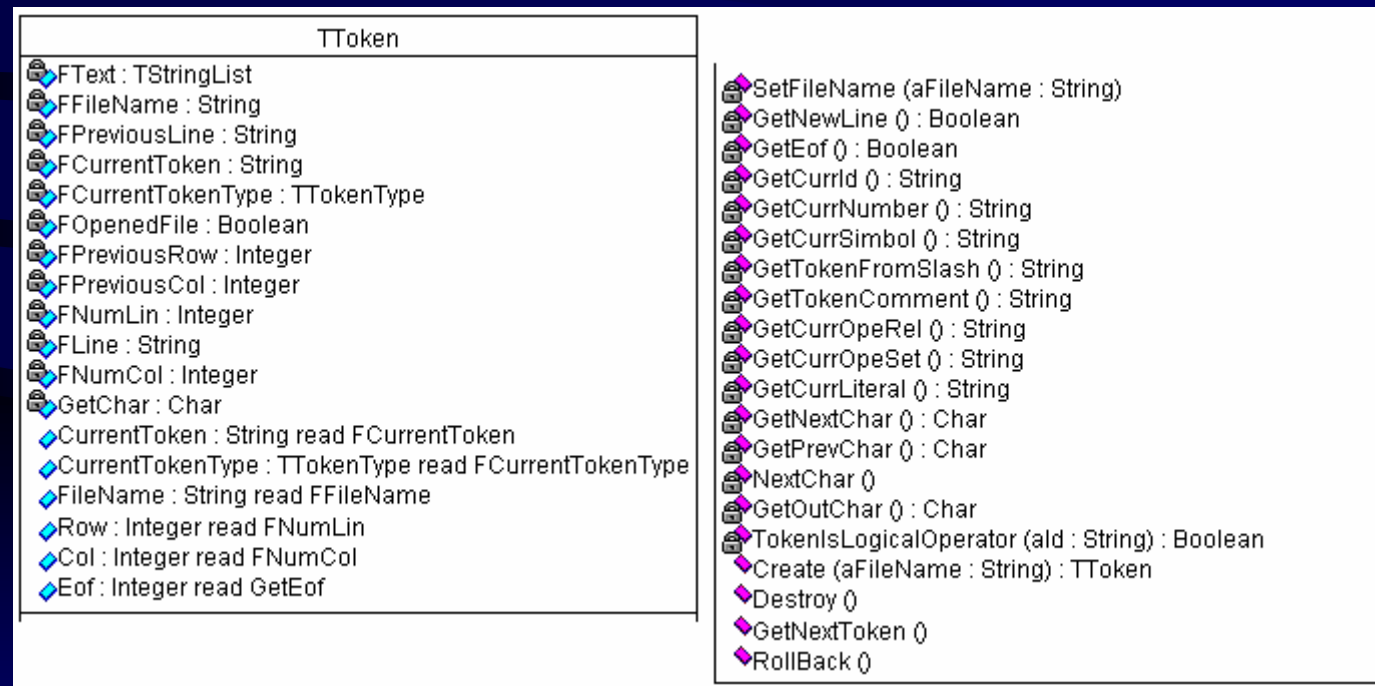 TToken
FText : TStringList
FFileName : String
FPreviousLine : String
FCurrentToken : String
FCurrentTokenType : TTokenType
FOpenedFile : Boolean
FPreviousRow : Integer
FPreviousCol : Integer
FNumLin : Integer
FLine : String
FNumCol : Integer
GetChar : Char
CurrentToken : String read FCurrentToken
CurrentTokenType : TTokenType read FCurrentTokenType
FileName : String read FFileName
Row : Integer read FNumLin
Col : Integer read FNumCol
Eof : Integer read GetEof
SetFileName (aFileName : String)
GetNewLine () : Boolean
GetEof () : Boolean
GetCurrId () : String
GetCurrNumber () : String
GetCurrSimbol () : String
GetTokenFromSlash () : String
GetTokenComment () : String
GetCurrOpeRel () : String
GetCurrOpeSet () : String
GetCurrLiteral () : String
GetNextChar () : Char
GetPrevChar () : Char
NextChar ()
GetOutChar () : Char
TokenIsLogicalOperator (aId : String) : Boolean
Create (aFileName : String) : TToken
Destroy ()
GetNextToken ()
RollBack ()